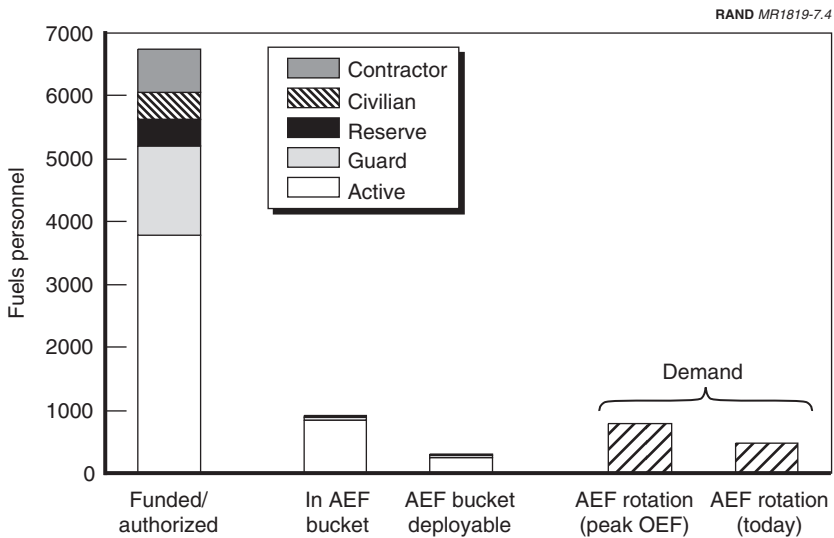 RAND MR1819-7.4
7000
6000
5000
4000
3000
2000
1000
0
Fuels personnel
Contractor
Civilian
Reserve
Guard
Active
Demand
Funded/
authorized
In AEF
bucket
AEF bucket
deployable
AEF rotation
(peak OEF)
AEF rotation
(today)